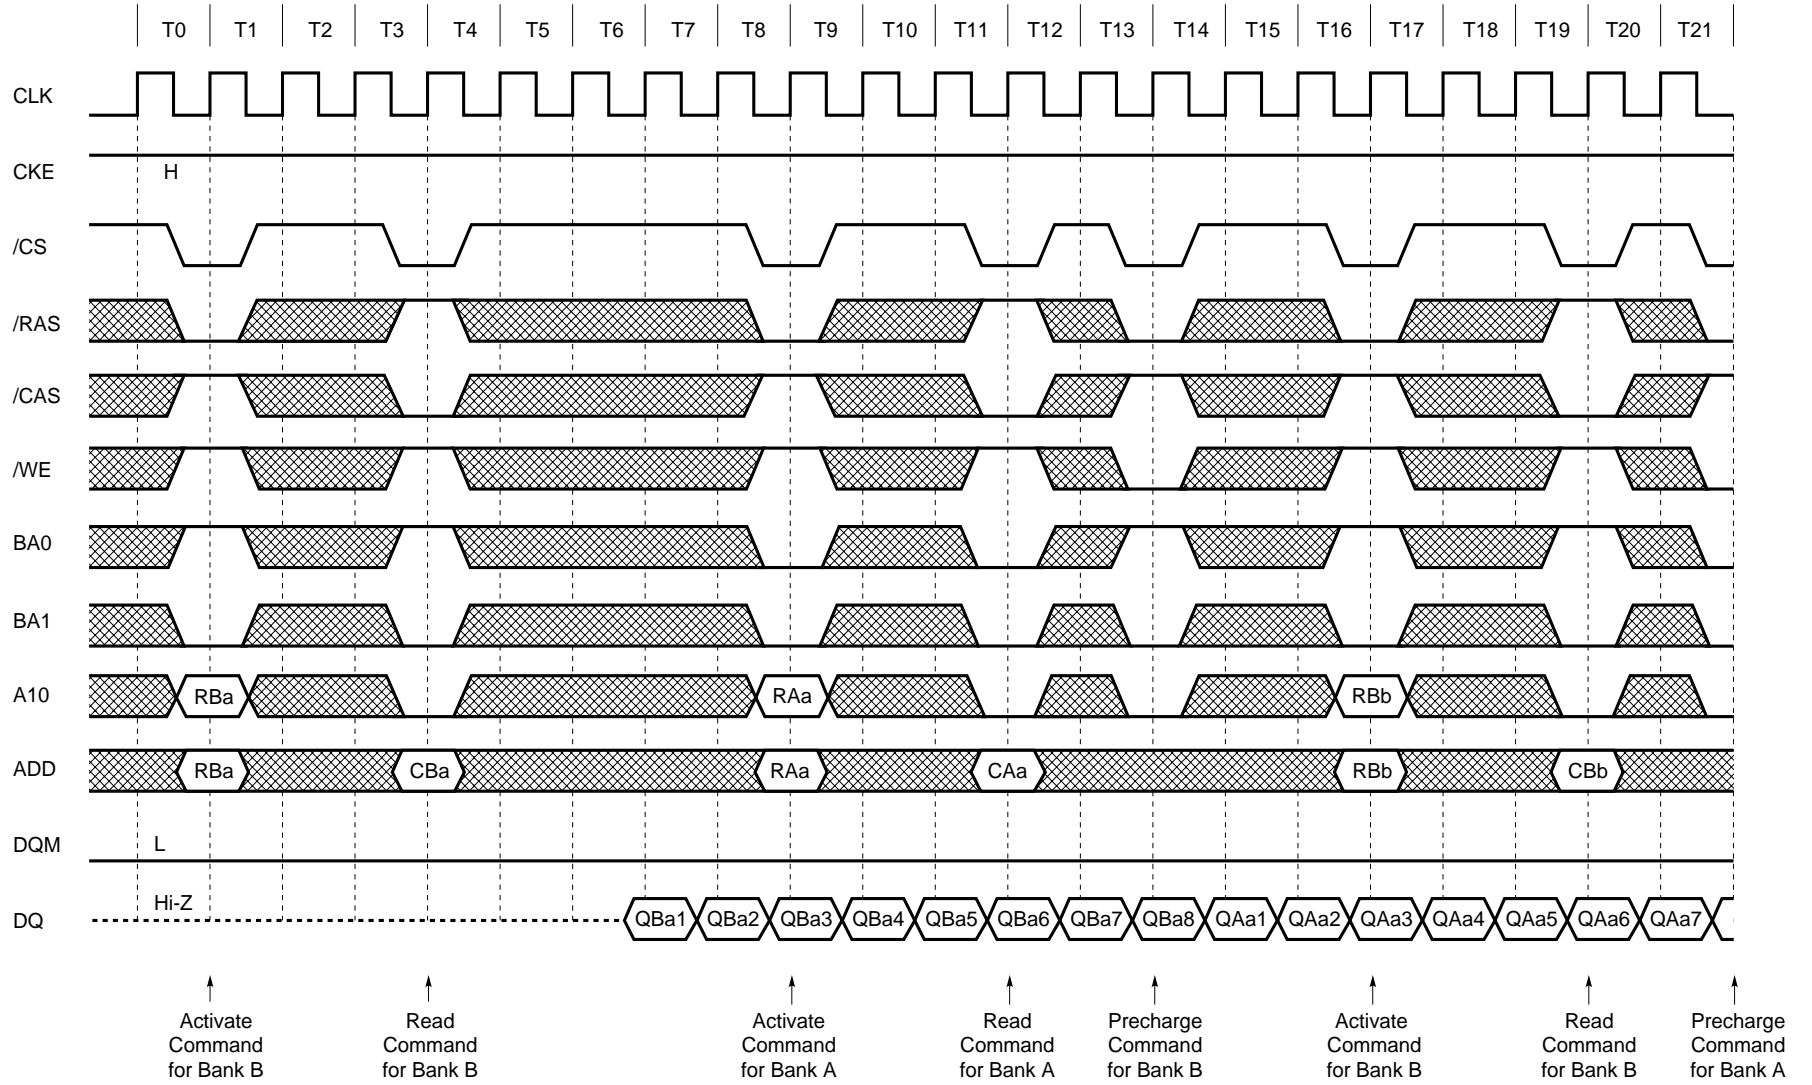 T0 T1 T2 T3 T4 T5 T6 T7 T8 T9 T10 T11 T12 T13 T14 T15 T16 T17 T18 T19 T20 T21
CLK
CKE
H
/CS
/RAS
/CAS
/WE
BA0
BA1
A10 RBa RAa RBb
ADD RBa CBa RAa CAa RBb CBb
DQM
L
Hi-Z
DQ QBa1 QBa2 QBa3 QBa4 QBa5 QBa6 QBa7 QBa8 QAa1 QAa2 QAa3 QAa4 QAa5 QAa6 QAa7
Activate Read Activate Read Precharge Activate Read Precharge
Command Command Command Command Command Command Command Command
for Bank B for Bank B for Bank A for Bank A for Bank B for Bank B for Bank B for Bank A